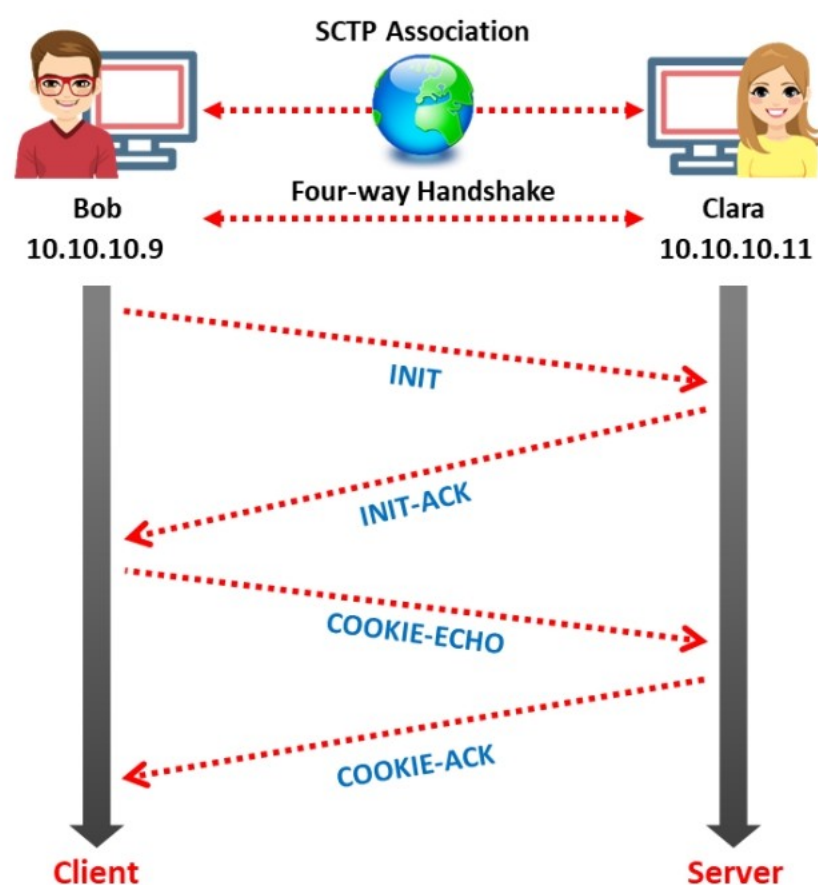 SCTP Association
Four-way Handshake
Bob
Clara
10.10.10.9
10.10.10.11
INIT
INIT-ACK
COOKIE-ECHO
COOKIE-ACK
Client
Server